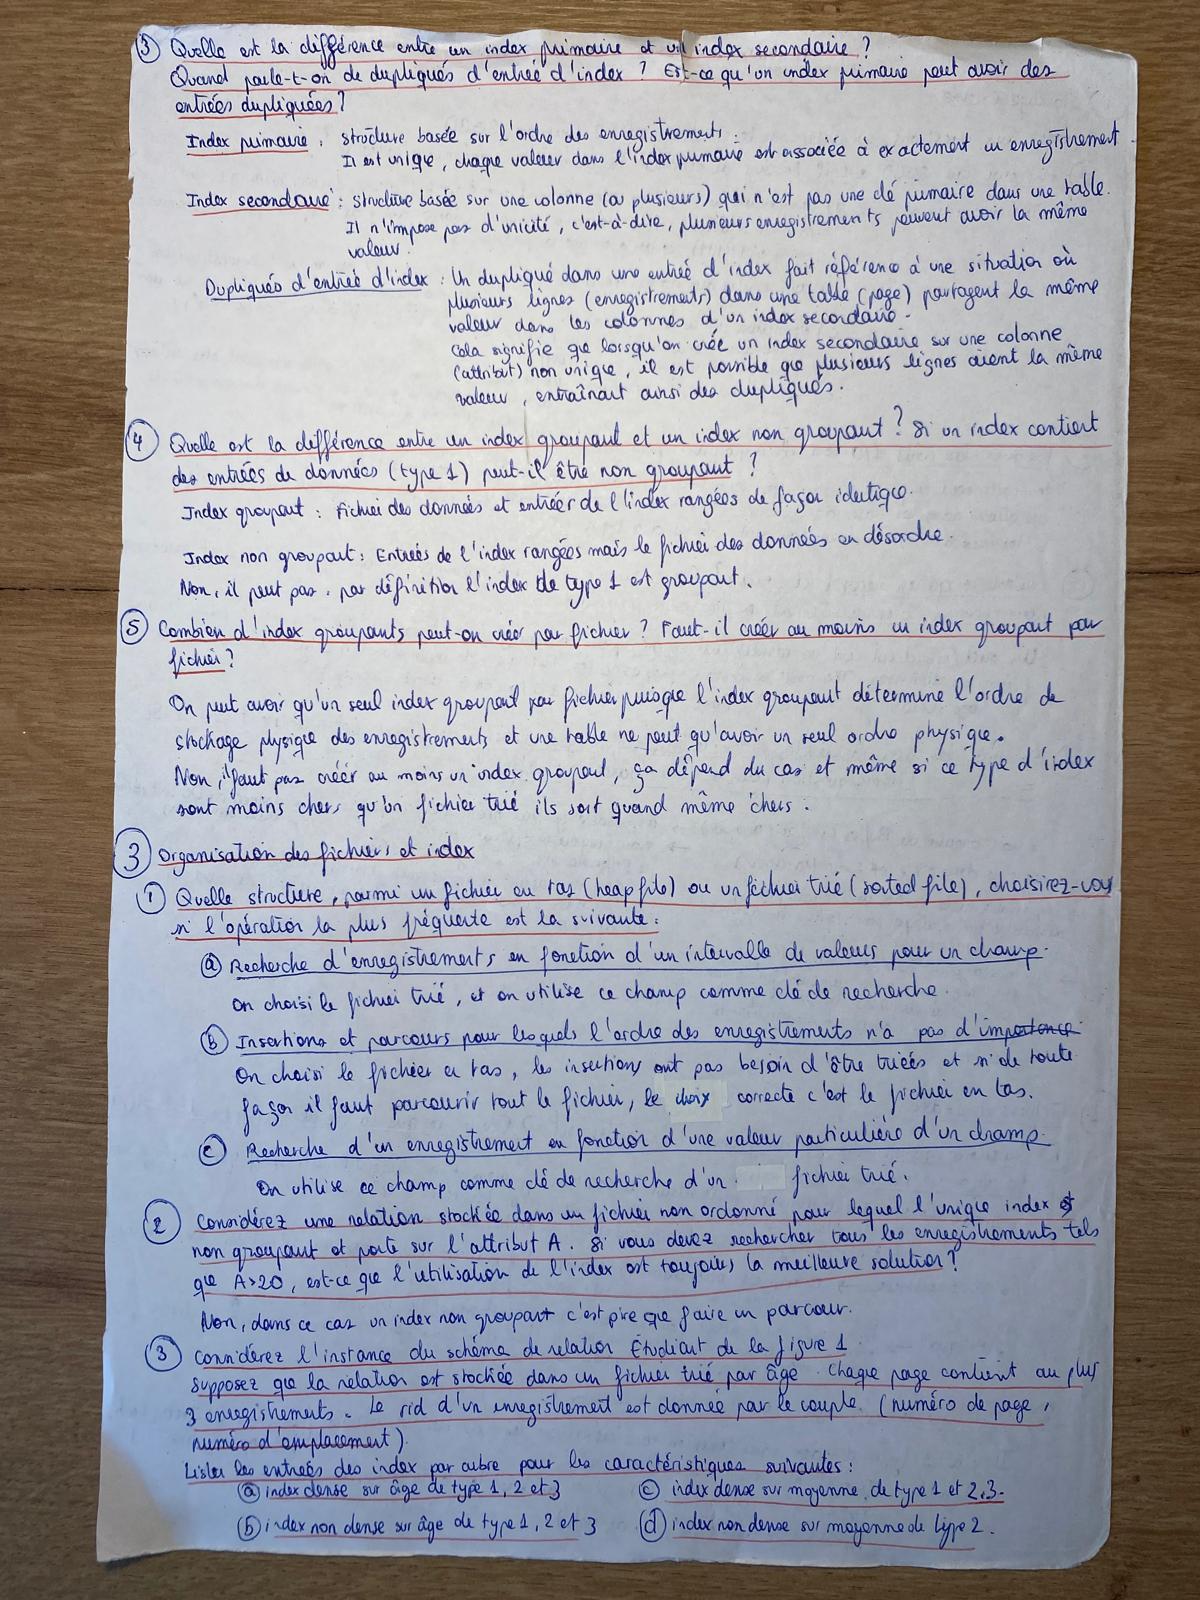 ③ Quelle est la différence entre un index primaire et un index secondaire ?
Quand parle-t-on de dupliqués d'entrée d'index ? Est-ce qu'un index primaire peut avoir des
entrées dupliquées ?
Index primaire : structure basée sur l'ordre des enregistrements.
Il est unique, chaque valeur dans l'index primaire est associée à exactement un enregistrement.
Index secondaire : structure basée sur une colonne (ou plusieurs) qui n'est pas une clé primaire dans une table.
Il n'impose pas d'unicité, c'est-à-dire, plusieurs enregistrements peuvent avoir la même
valeur.
Dupliqués d'entrée d'index : Un dupliqué dans une entrée d'index fait référence à une situation où
plusieurs lignes (enregistrements) dans une table (page) partagent la même
valeur dans les colonnes d'un index secondaire.
Cela signifie que lorsqu'on crée un index secondaire sur une colonne
(attribut) non unique, il est possible que plusieurs lignes aient la même
valeur, entraînant ainsi des dupliqués.
④ Quelle est la différence entre un index groupant et un index non groupant ? Si un index contient
des entrées de données (type 1) peut-il être non groupant ?
Index groupant : Fichier des données et entrées de l'index rangées de façon identique.
Index non groupant : Entrées de l'index rangées mais le fichier des données en désordre.
Non, il peut pas. par définition l'index de type 1 est groupant.
⑤ Combien d'index groupants peut-on créer par fichier ? Faut-il créer au moins un index groupant par
fichier ?
On peut avoir qu'un seul index groupant par fichier puisque l'index groupant détermine l'ordre de
stockage physique des enregistrements et une table ne peut qu'avoir un seul ordre physique.
Non, il faut pas créer au moins un index groupant, ça dépend du cas et même si ce type d'index
sont moins chers qu'un fichier trié ils sont quand même chers.
③ Organisation des fichiers et index
① Quelle structure, parmi un fichier en tas (heap file) ou un fichier trié (sorted file), choisirez-vous
si l'opération la plus fréquente est la suivante :
ⓐ Recherche d'enregistrements en fonction d'un intervalle de valeurs pour un champ.
On choisi le fichier trié, et on utilise ce champ comme clé de recherche.
ⓑ Insertions et parcours pour lesquels l'ordre des enregistrements n'a pas d'importance.
On choisi le fichier en tas, les insertions ont pas besoin d'être triées et si de toute
façon il faut parcourir tout le fichier, le choix correcte c'est le fichier en tas.
ⓒ Recherche d'un enregistrement en fonction d'une valeur particulière d'un champ.
On utilise ce champ comme clé de recherche d'un fichier trié.
② Considérez une relation stockée dans un fichier non ordonné pour lequel l'unique index est
non groupant et porte sur l'attribut A. Si vous devez rechercher tous les enregistrements tels
que A>20, est-ce que l'utilisation de l'index est toujours la meilleure solution ?
Non, dans ce cas un index non groupant c'est pire que faire un parcour.
③ Considérez l'instance du schéma de relation Étudiant de la figure 1
Supposez que la relation est stockée dans un fichier trié par âge. Chaque page contient au plus
3 enregistrements. Le rid d'un enregistrement est donnée par le couple (numéro de page,
numéro d'emplacement).
Lister les entrées des index par arbre pour les caractéristiques suivantes :
ⓐ index dense sur âge de type 1, 2 et 3 ⓒ index dense sur moyenne, de type 1 et 2,3.
ⓑ index non dense sur âge de type 1, 2 et 3 ⓓ index non dense sur moyenne de type 2.